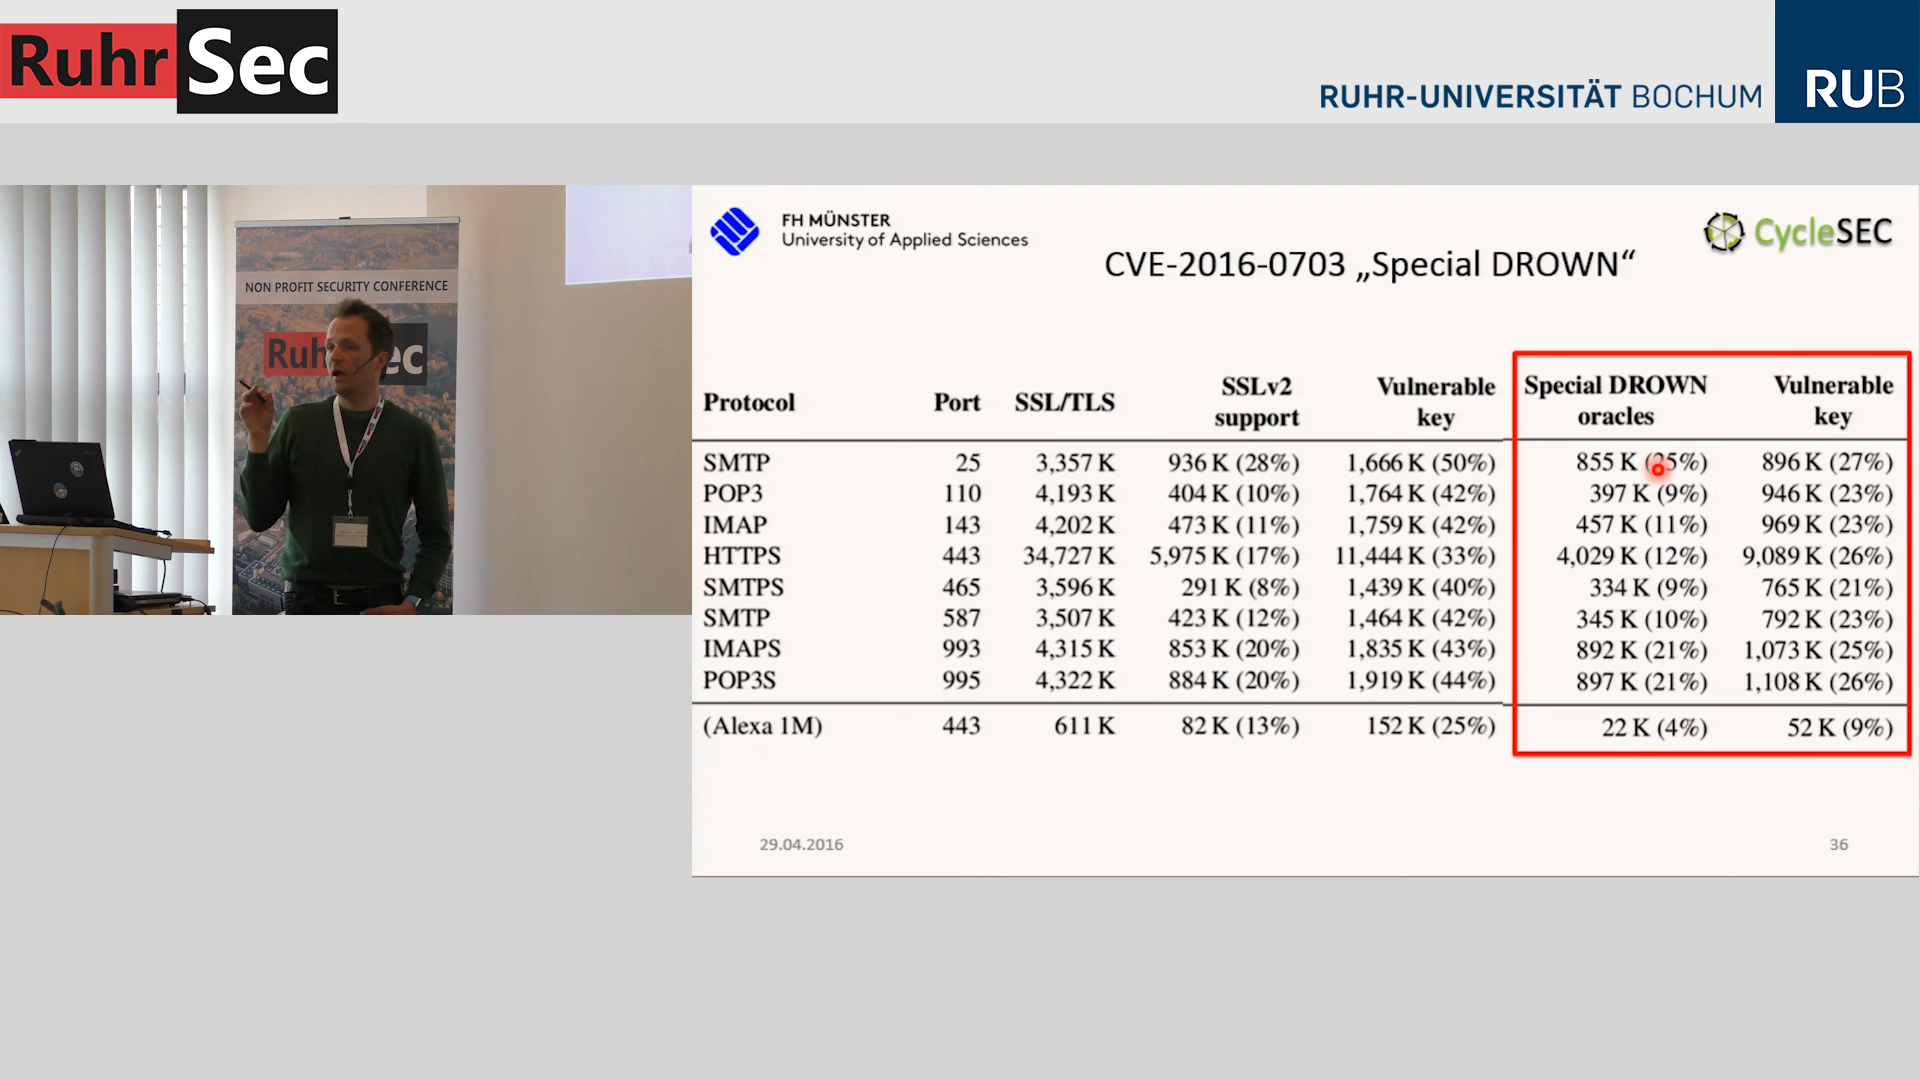 RuhrSec
RUHR-UNIVERSITÄT BOCHUM
RUB
NON PROFIT SECURITY CONFERENCE
Ruh ec
FH MÜNSTER
University of Applied Sciences
CycleSEC
CVE-2016-0703 „Special DROWN“
Protocol Port SSL/TLS SSLv2 support Vulnerable key Special DROWN oracles Vulnerable key
SMTP 25 3,357 K 936 K (28%) 1,666 K (50%) 855 K (25%) 896 K (27%)
POP3 110 4,193 K 404 K (10%) 1,764 K (42%) 397 K (9%) 946 K (23%)
IMAP 143 4,202 K 473 K (11%) 1,759 K (42%) 457 K (11%) 969 K (23%)
HTTPS 443 34,727 K 5,975 K (17%) 11,444 K (33%) 4,029 K (12%) 9,089 K (26%)
SMTPS 465 3,596 K 291 K (8%) 1,439 K (40%) 334 K (9%) 765 K (21%)
SMTP 587 3,507 K 423 K (12%) 1,464 K (42%) 345 K (10%) 792 K (23%)
IMAPS 993 4,315 K 853 K (20%) 1,835 K (43%) 892 K (21%) 1,073 K (25%)
POP3S 995 4,322 K 884 K (20%) 1,919 K (44%) 897 K (21%) 1,108 K (26%)
(Alexa 1M) 443 611 K 82 K (13%) 152 K (25%) 22 K (4%) 52 K (9%)
29.04.2016 36